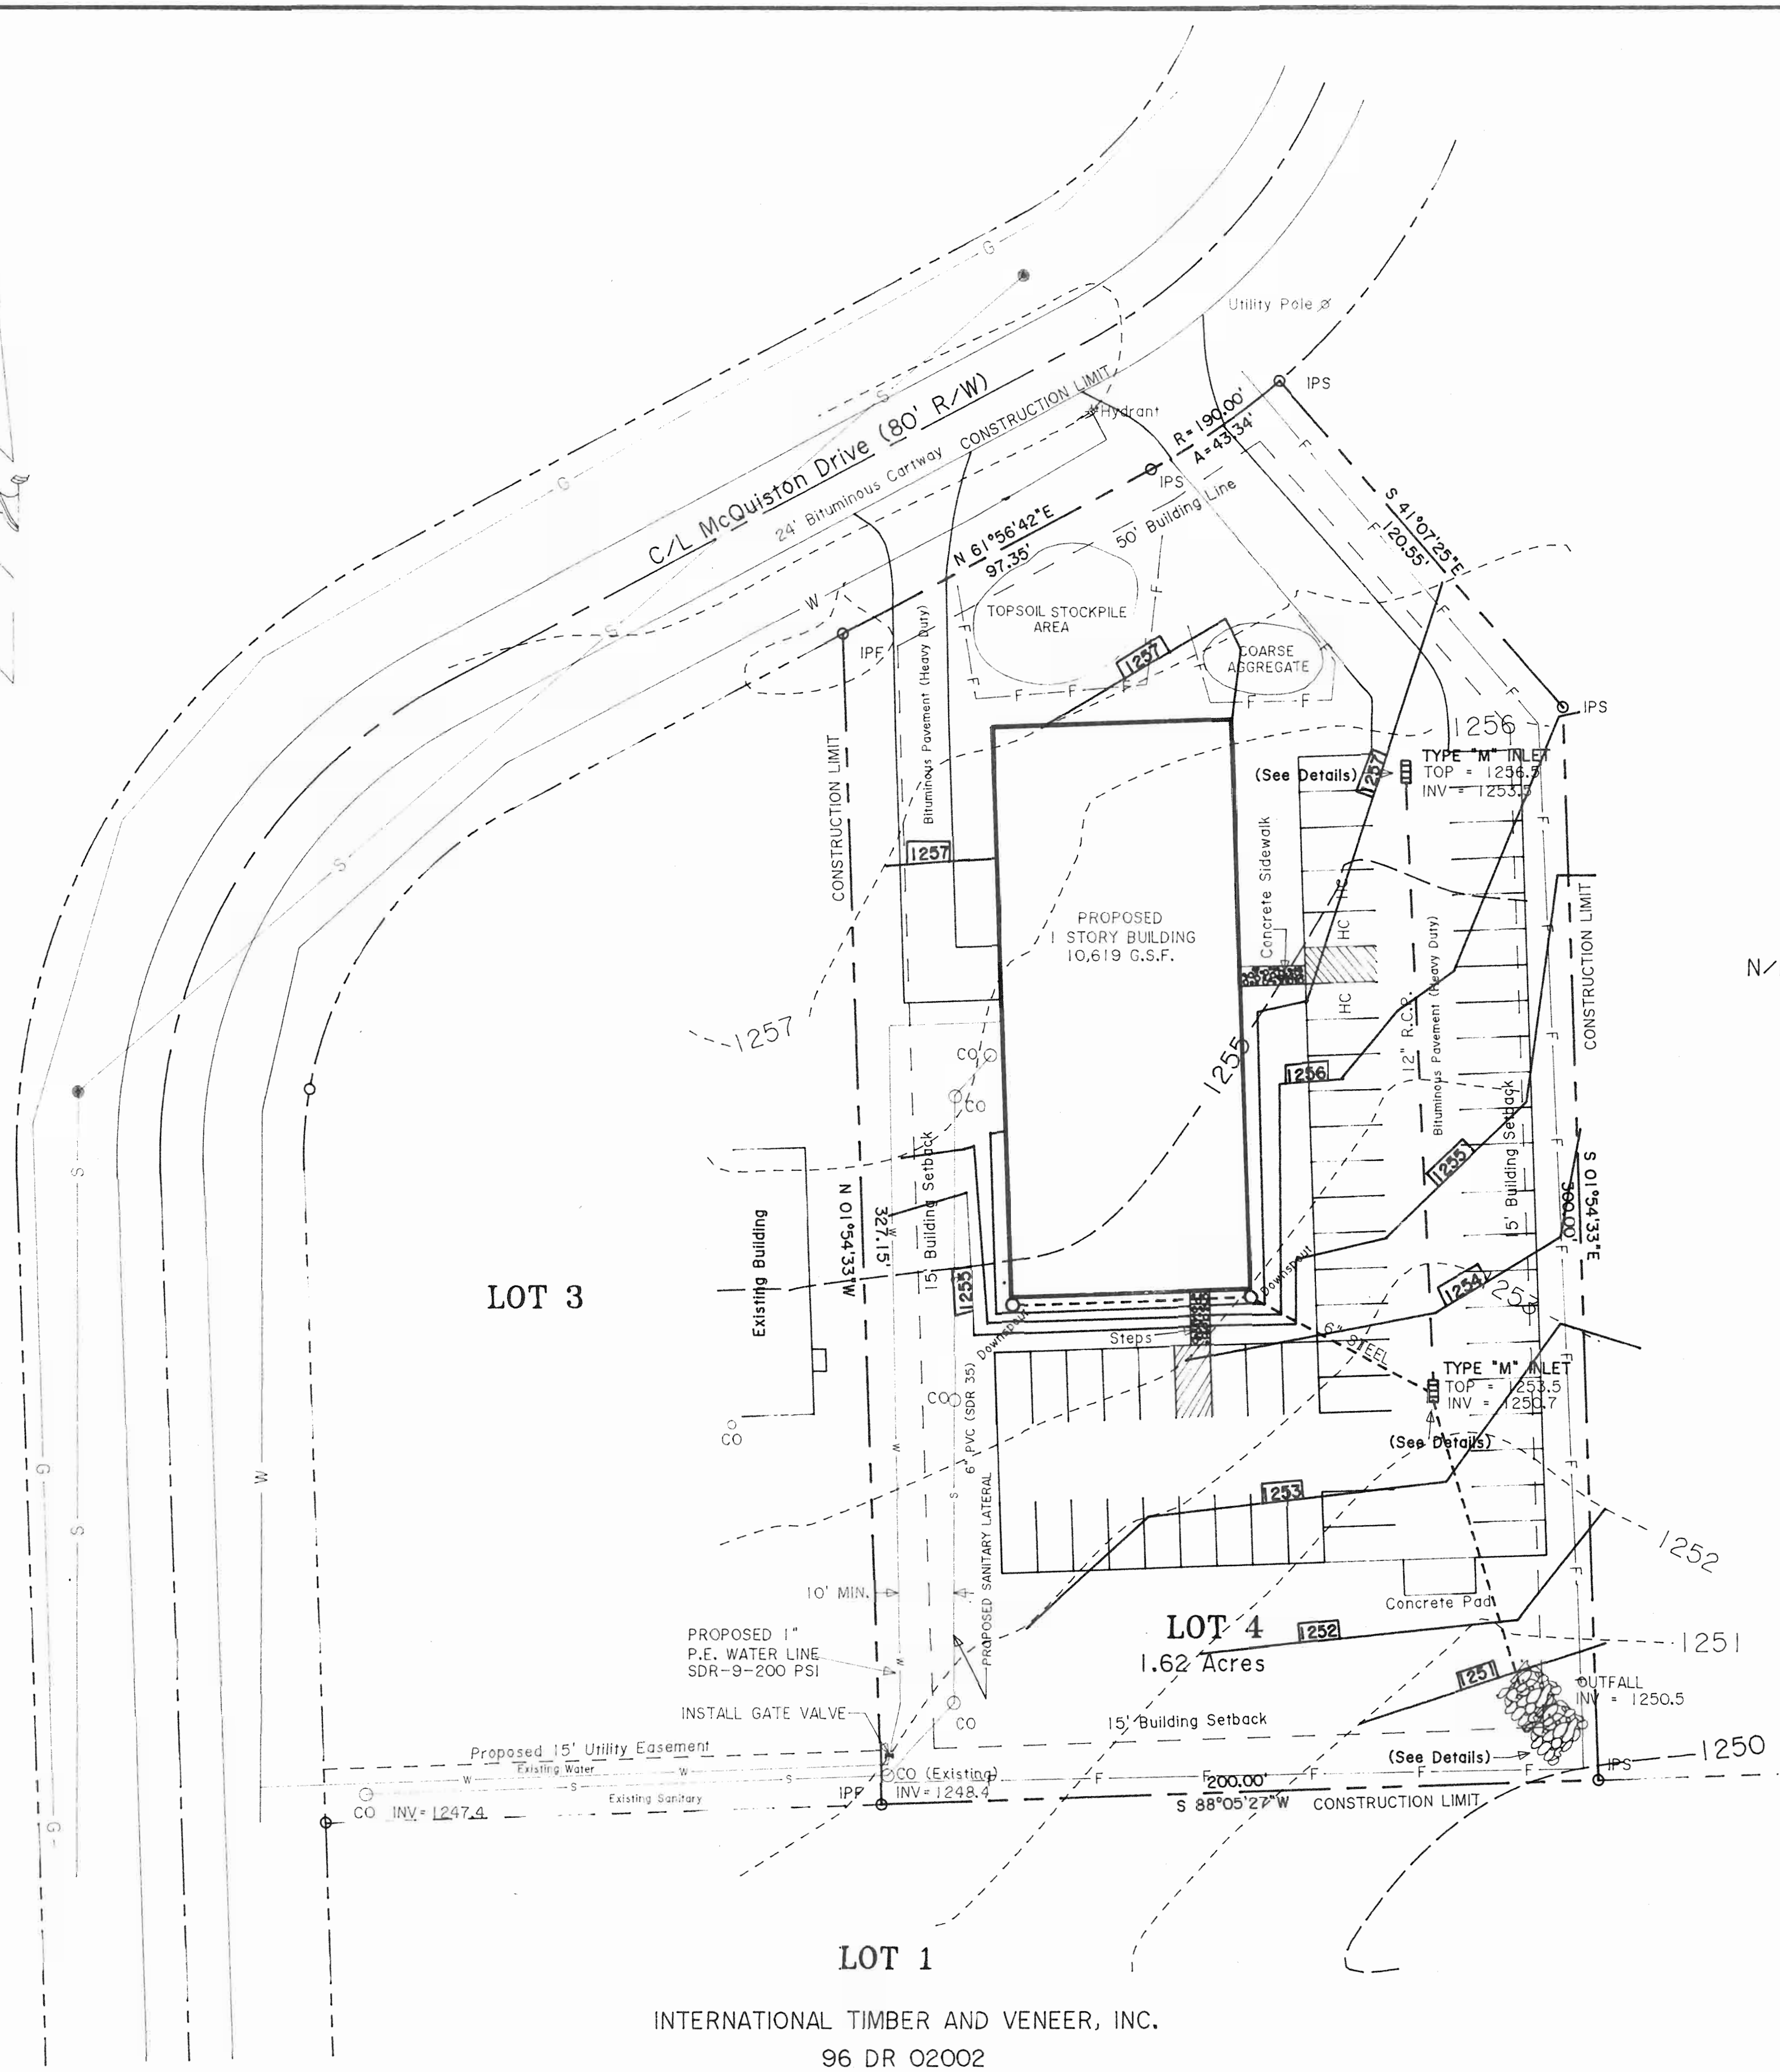 G
Utility Pole
IPS
S
C/L McQuiston Drive (80' R/W)
24' Bituminous Cartway
CONSTRUCTION LIMIT
Hydrant
R=190.00'
A=43.34'
IPS
G
N 61°56'42"E
97.35'
50' Building Line
S 41°07'25"E
120.55'
F
F
F
W
S
IPF
TOPSOIL STOCKPILE
AREA
F
F
F
F
F
1257
COARSE
AGGREGATE
F
F
F
F
F
IPS
1256
TYPE "M" INLET
TOP = 1256.5
INV = 1253.5
(See Details)
1257
CONSTRUCTION LIMIT
Bituminous Pavement (Heavy Duty)
1257
S
Concrete Sidewalk
HC
HC
HC
PROPOSED
1 STORY BUILDING
10,619 G.S.F.
F
F
F
CONSTRUCTION LIMIT
N/
12" R.C.P.
Bituminous Pavement (Heavy Duty)
1257
CO
CO
1255
1256
1255
15' Building Setback
S 01°54'33"E
300.00'
F
F
S
N 01°54'33"W
327.15'
W
15' Building Setback
Existing Building
LOT 3
1255
Downspout
Downspout
Steps
1254
6" STEEL
TYPE "M" INLET
TOP = 1253.5
INV = 1250.7
(See Details)
F
CO
CO
6" PVC (SDR 35)
W
S
G
W
S
1253
F
1252
PROPOSED SANITARY LATERAL
10' MIN.
Concrete Pad
F
LOT 4
1.62 Acres
1252
1251
1251
PROPOSED 1"
P.E. WATER LINE
SDR-9-200 PSI
W
OUTFALL
INV = 1250.5
INSTALL GATE VALVE
CO
15' Building Setback
Proposed 15' Utility Easement
Existing Water
(See Details)
1250
IPS
W
W
S
S
CO (Existing)
INV=1248.4
F
F
F
F
F
200.00'
S 88°05'27"W
CONSTRUCTION LIMIT
IPF
Existing Sanitary
CO INV=1247.4
G
LOT 1
INTERNATIONAL TIMBER AND VENEER, INC.
96 DR 02002